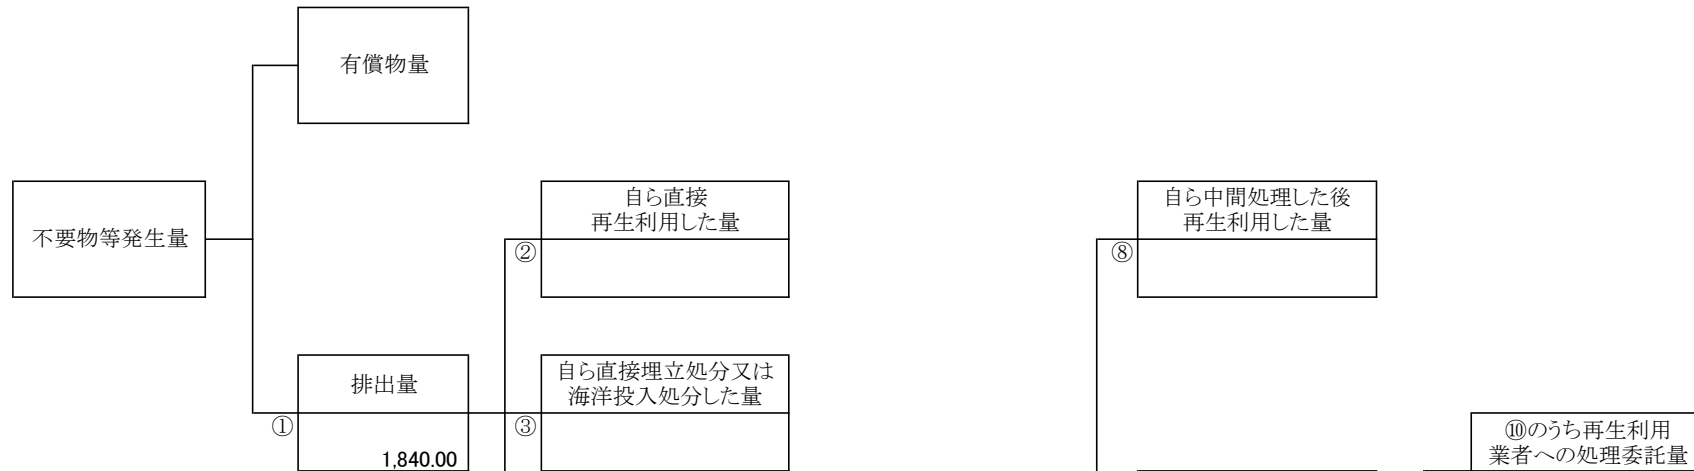 有償物量
不要物等発生量
自ら直接
再生利用した量
②
自ら中間処理した後
再生利用した量
⑧
排出量
①
1,840.00
自ら直接埋立処分又は
海洋投入処分した量
③
⑩のうち再生利用
業者への処理委託量